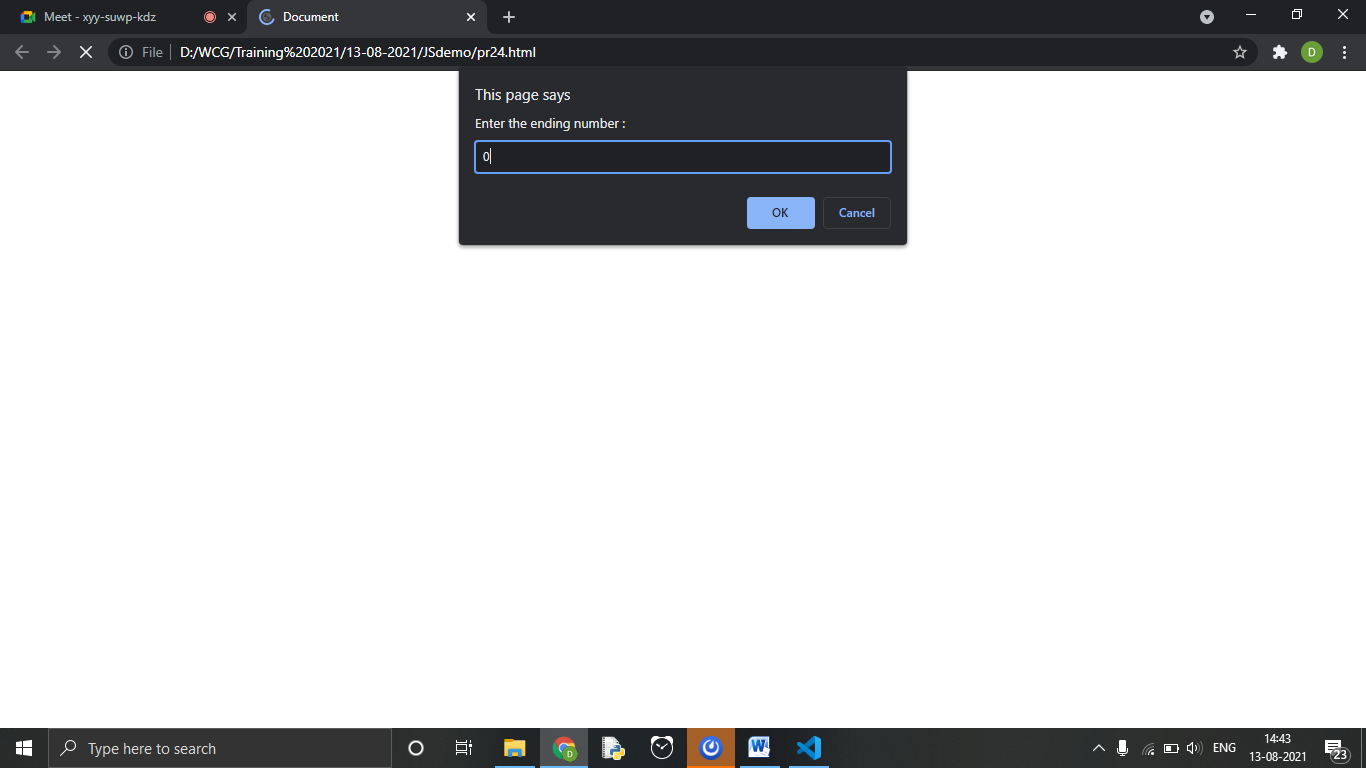 Meet - xyy-suwp-kdz
Document
File
D:/WCG/Training%202021/13-08-2021/JSdemo/pr24.html
D
This page says
Enter the ending number :
0
OK
Cancel
Type here to search
D
W
ENG
14:43
13-08-2021
23